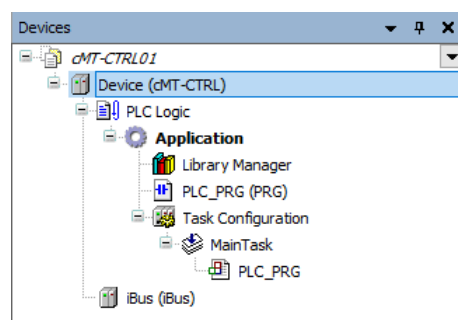 Devices
cMT-CTRL01
Device (cMT-CTRL)
PLC Logic
Application
Library Manager
PLC_PRG (PRG)
Task Configuration
MainTask
PLC_PRG
iBus (iBus)